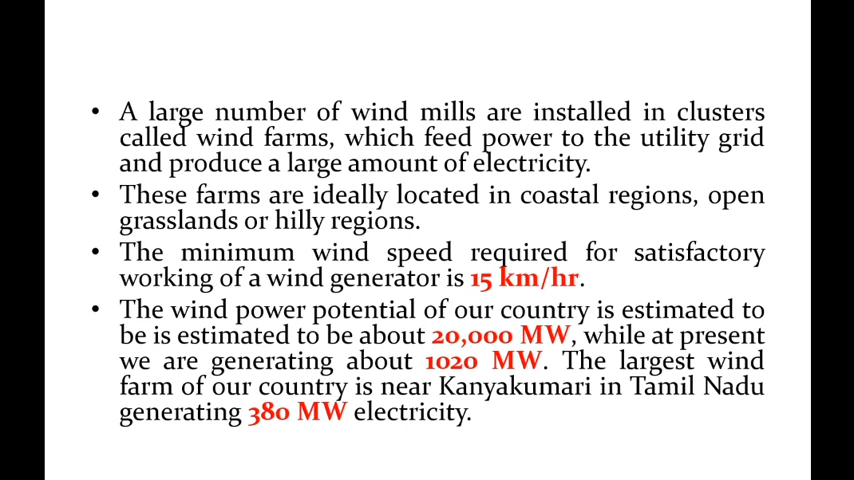 • A large number of wind mills are installed in clusters
called wind farms, which feed power to the utility grid
and produce a large amount of electricity.
• These farms are ideally located in coastal regions, open
grasslands or hilly regions.
• The minimum wind speed required for satisfactory
working of a wind generator is 15 km/hr.
• The wind power potential of our country is estimated to
be is estimated to be about 20,000 MW, while at present
we are generating about 1020 MW. The largest wind
farm of our country is near Kanyakumari in Tamil Nadu
generating 380 MW electricity.